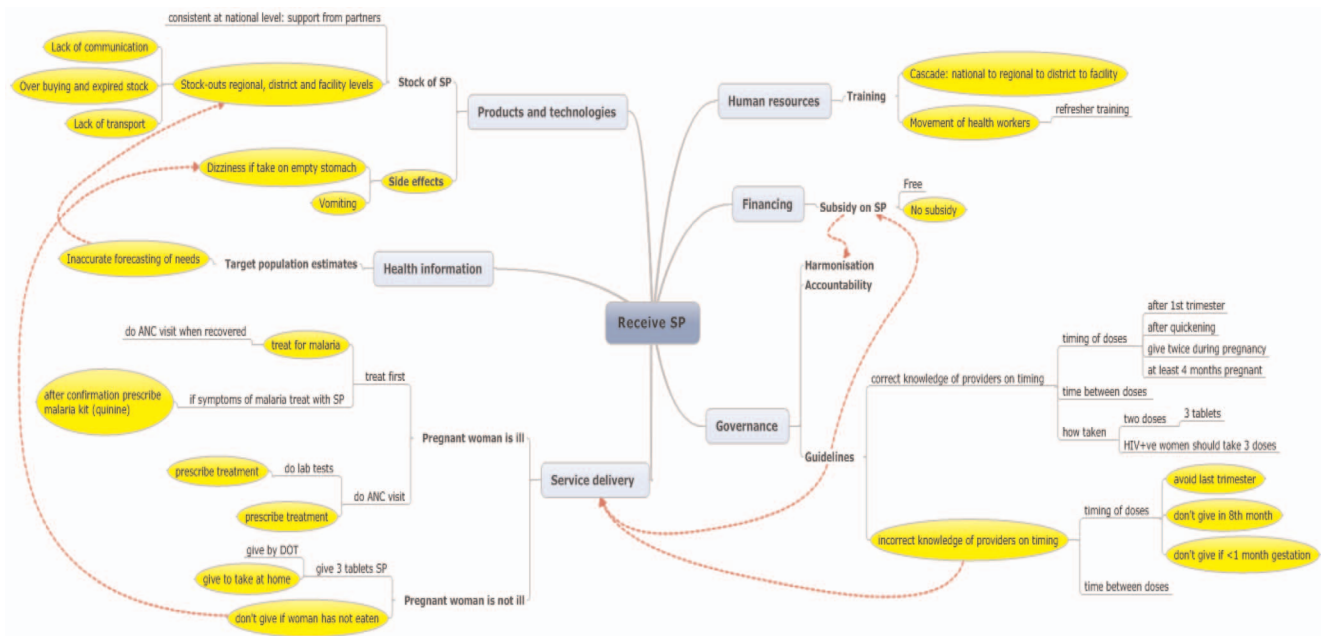 consistent at national level: support from partners
Lack of communication
Over buying and expired stock
Stock-outs regional, district and facility levels
Stock of SP
Lack of transport
Products and technologies
Dizziness if take on empty stomach
Side effects
Vomiting
Inaccurate forecasting of needs
Target population estimates
Health information
Receive SP
do ANC visit when recovered
treat for malaria
treat first
after confirmation prescribe
malaria kit (quinine)
if symptoms of malaria treat with SP
Pregnant woman is ill
prescribe treatment
do lab tests
do ANC visit
prescribe treatment
Service delivery
give by DOT
give 3 tablets SP
give to take at home
Pregnant woman is not ill
don't give if woman has not eaten
Human resources
Training
Cascade: national to regional to district to facility
Movement of health workers
refresher training
Financing
Subsidy on SP
Free
No subsidy
Harmonisation
Accountability
Governance
Guidelines
correct knowledge of providers on timing
timing of doses
after 1st trimester
after quickening
give twice during pregnancy
at least 4 months pregnant
time between doses
how taken
two doses
3 tablets
HIV+ve women should take 3 doses
incorrect knowledge of providers on timing
timing of doses
avoid last trimester
don't give in 8th month
don't give if <1 month gestation
time between doses